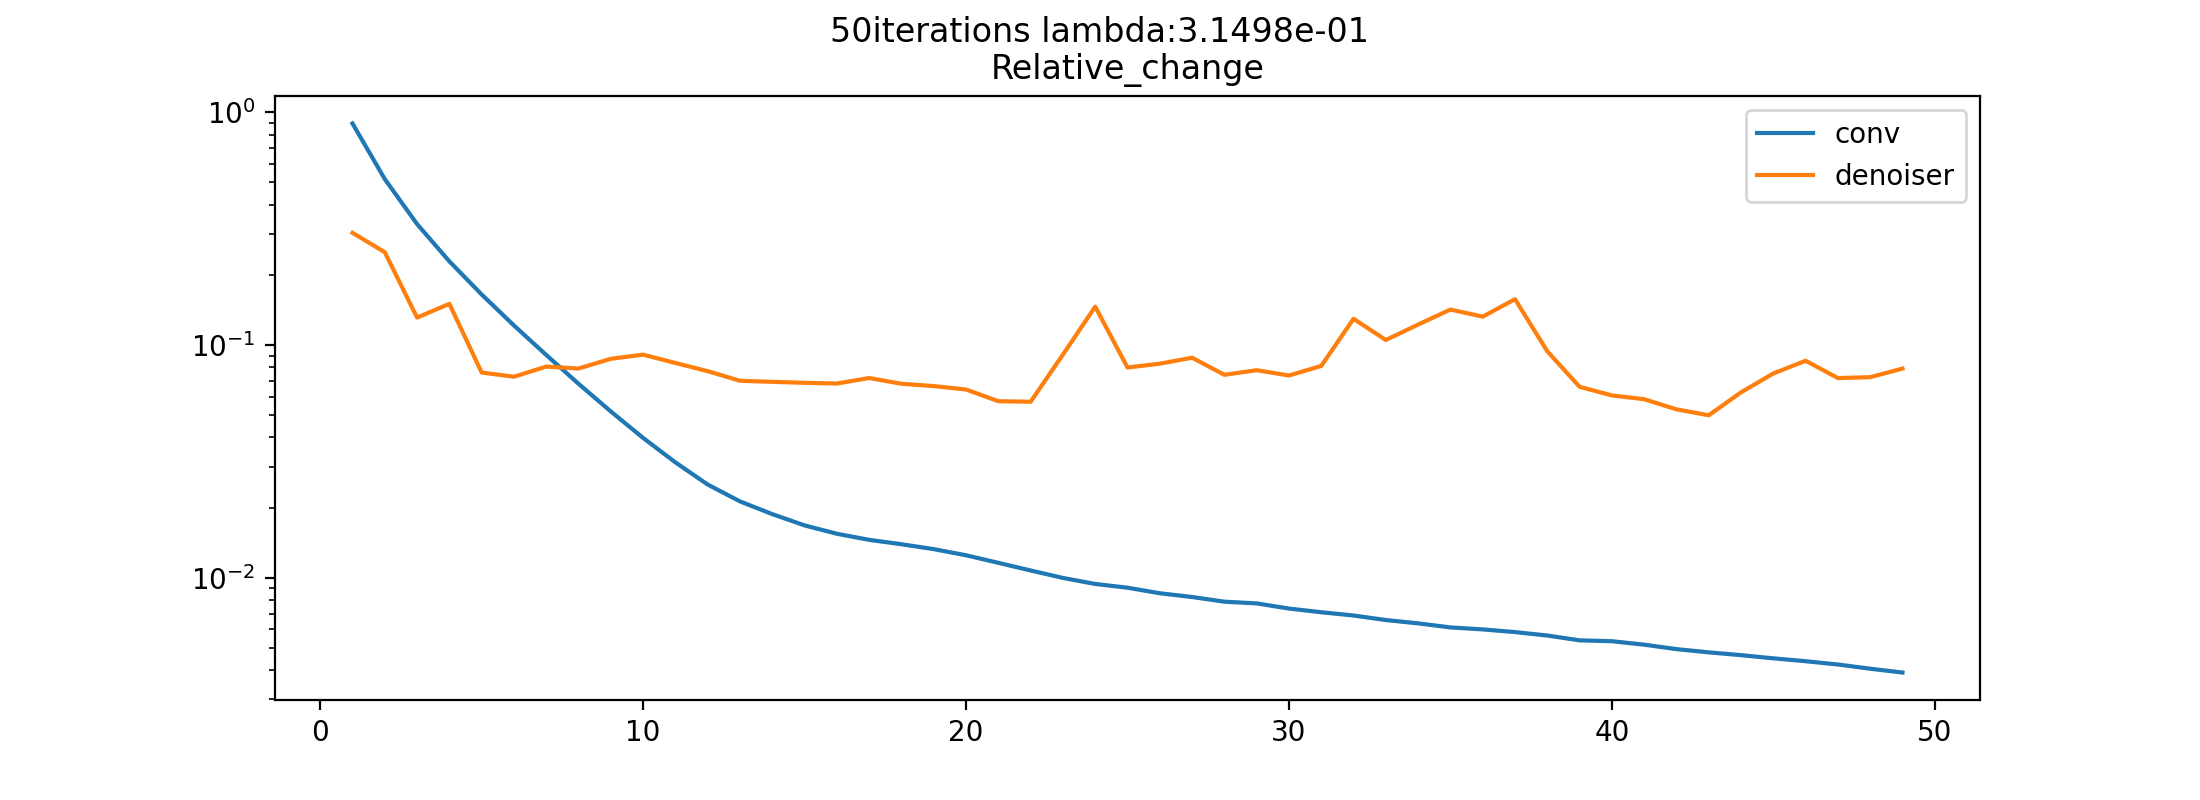 50iterations lambda:3.1498e-01
Relative_change
10⁰
10⁻¹
10⁻²
conv
denoiser
0 10 20 30 40 50